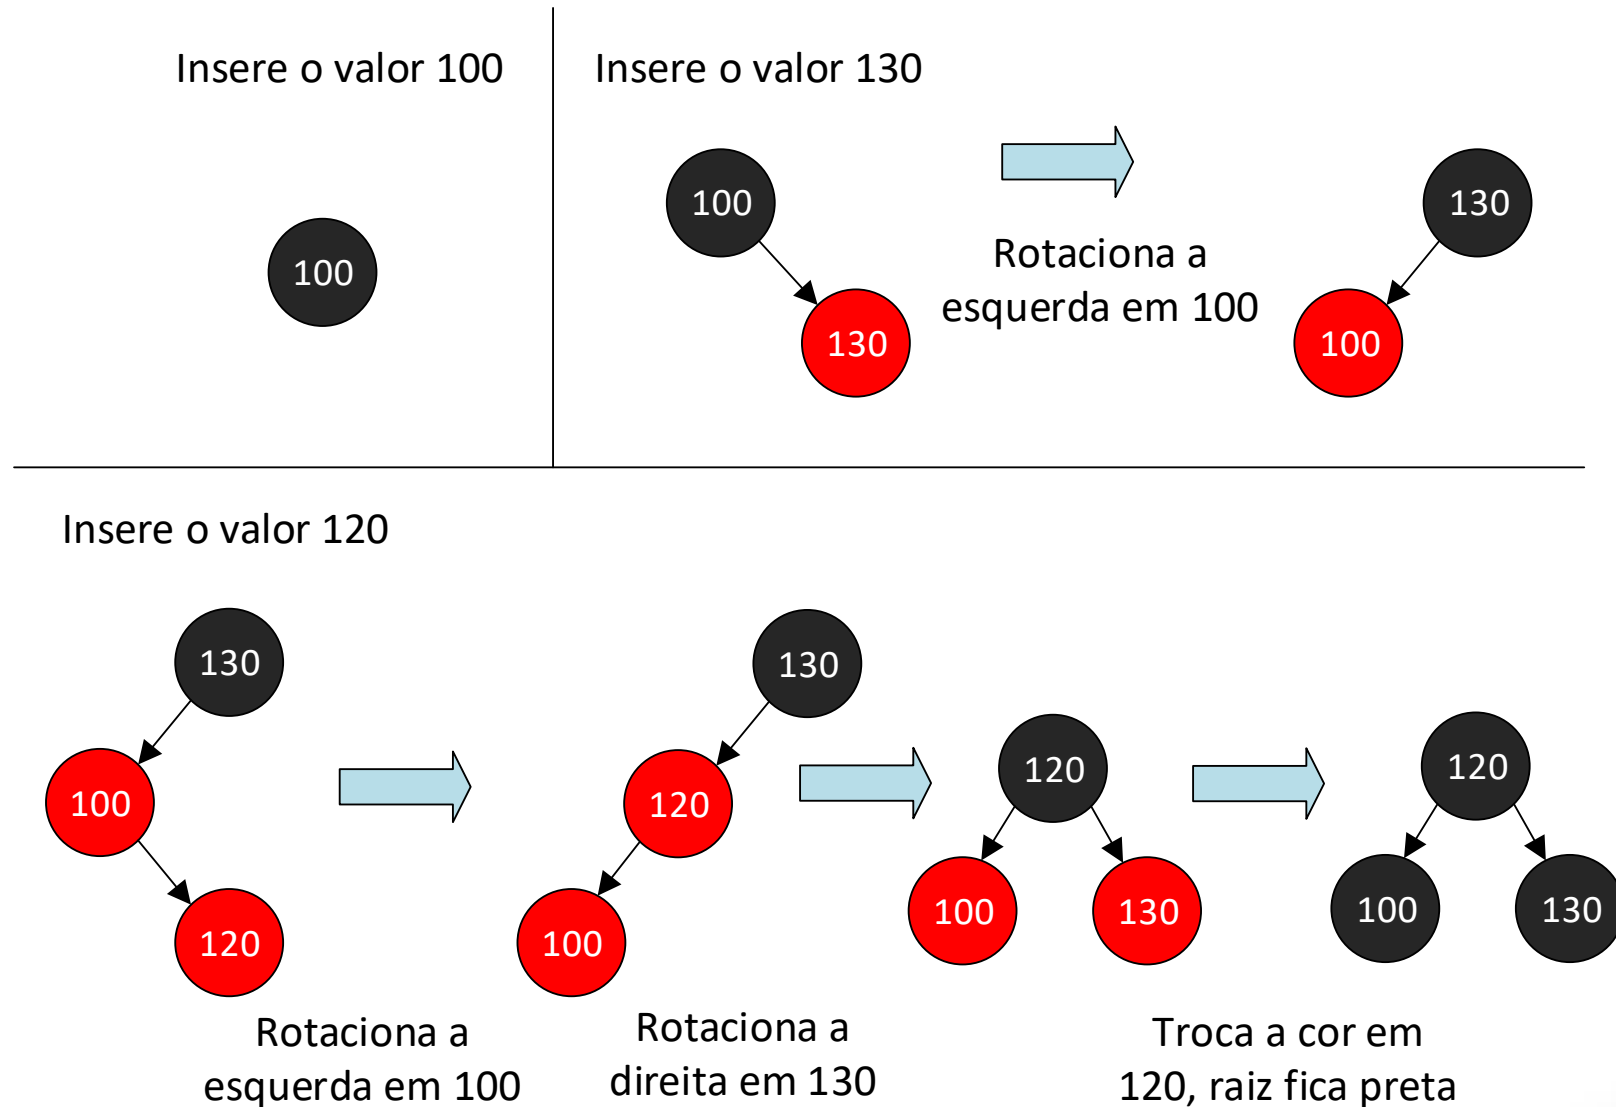 Insere o valor 100
100
Insere o valor 130
100
130
Rotaciona a
esquerda em 100
130
100
Insere o valor 120
130
100
120
Rotaciona a
esquerda em 100
130
120
100
Rotaciona a
direita em 130
120
100
130
Troca a cor em
120, raiz fica preta
120
100
130